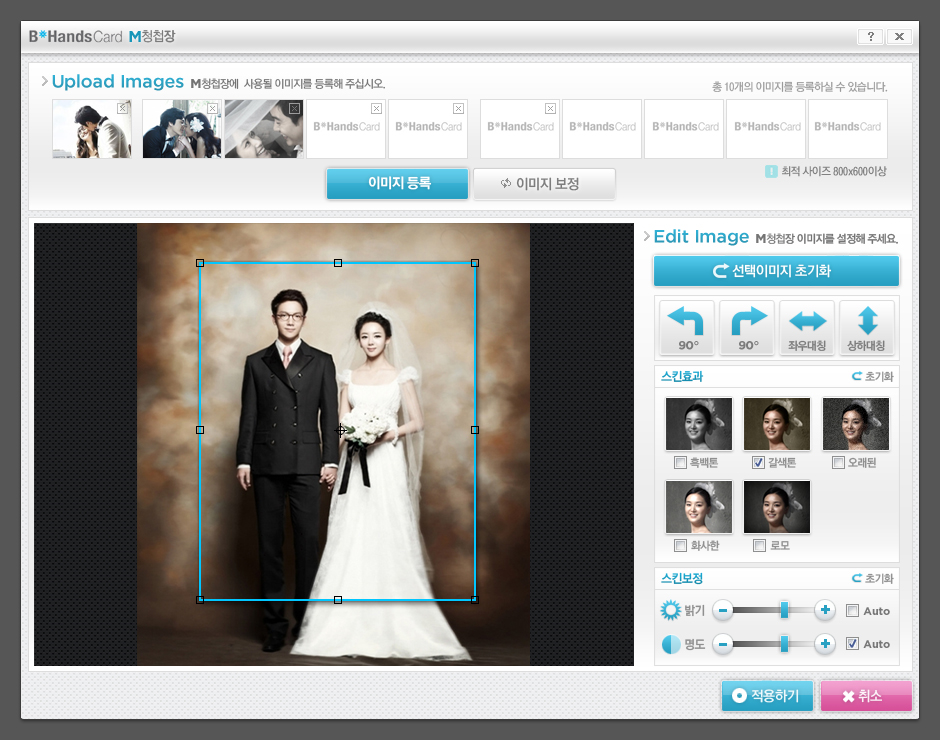 B*HandsCard M청첩장
?
Upload Images M청첩장에 사용될 이미지를 등록해 주십시오.
총 10개의 이미지를 등록하실 수 있습니다.
B*HandsCard B*HandsCard B*HandsCard B*HandsCard B*HandsCard B*HandsCard B*HandsCard
! 최적 사이즈 800x600이상
이미지 등록 이미지 보정
Edit Image M청첩장 이미지를 설정해 주세요.
선택이미지 초기화
90° 90° 좌우대칭 상하대칭
스킨효과 초기화
흑백톤 갈색톤 오래된
화사한 로모
스킨보정 초기화
밝기 Auto
명도 Auto
적용하기 취소